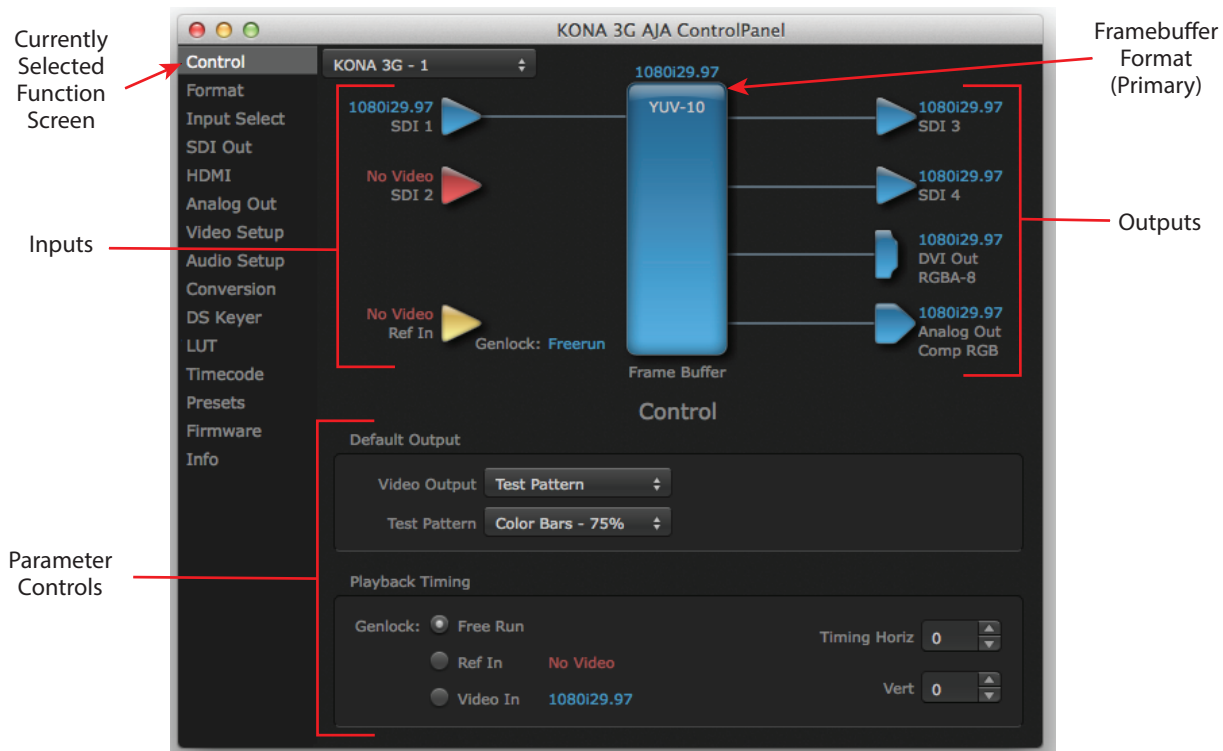 KONA 3G AJA ControlPanel
Currently
Selected
Function
Screen
Framebuffer
Format
(Primary)
Inputs
Outputs
Parameter
Controls
Control
Format
Input Select
SDI Out
HDMI
Analog Out
Video Setup
Audio Setup
Conversion
DS Keyer
LUT
Timecode
Presets
Firmware
Info
KONA 3G - 1
1080i29.97
YUV-10
1080i29.97
SDI 1
No Video
SDI 2
No Video
Ref In
Genlock: Freerun
Frame Buffer
1080i29.97
SDI 3
1080i29.97
SDI 4
1080i29.97
DVI Out
RGBA-8
1080i29.97
Analog Out
Comp RGB
Control
Default Output
Video Output Test Pattern
Test Pattern Color Bars - 75%
Playback Timing
Genlock: Free Run
Ref In No Video
Video In 1080i29.97
Timing Horiz 0
Vert 0